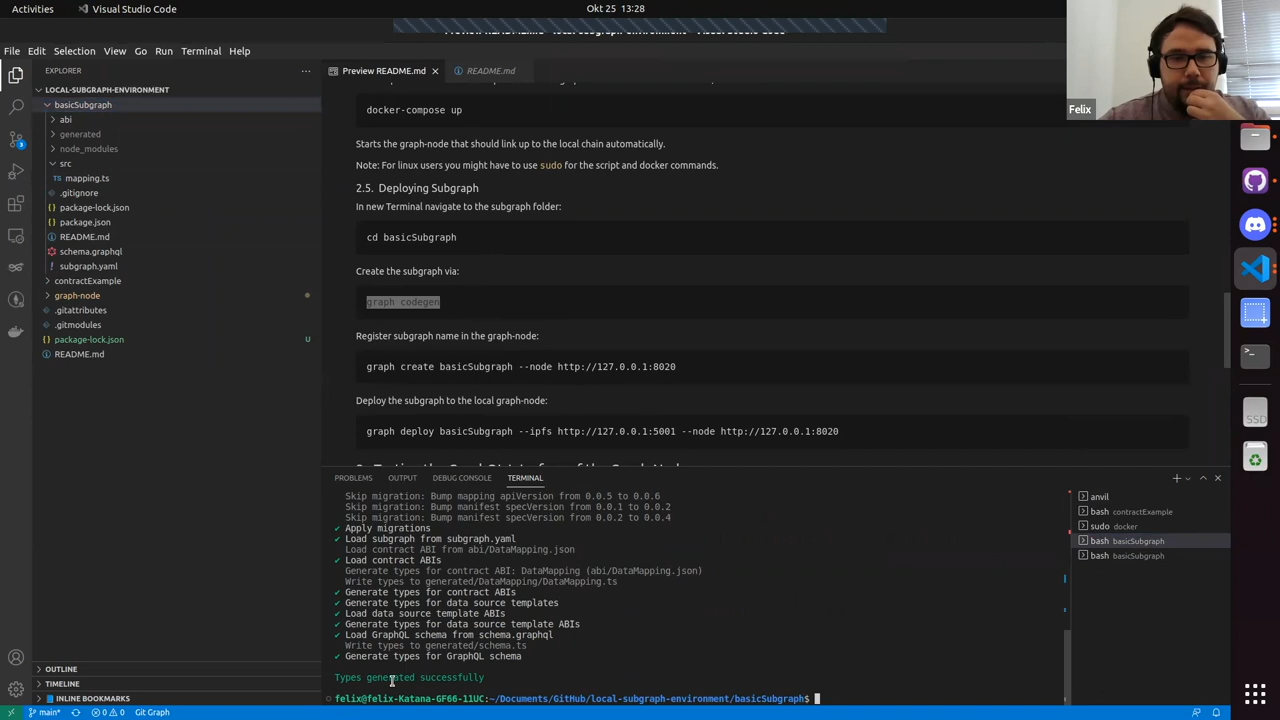 Activities
Visual Studio Code
Okt 25 13:28
File Edit Selection View Go Run Terminal Help
Felix
EXPLORER
Preview README.md
README.md
LOCAL-SUBGRAPH-ENVIRONMENT
basicSubgraph
abi
generated
node_modules
src
mapping.ts
.gitignore
package-lock.json
package.json
README.md
schema.graphql
subgraph.yaml
contractExample
graph-node
.gitattributes
.gitmodules
package-lock.json U
README.md
3
docker-compose up
Starts the graph-node that should link up to the local chain automatically.
Note: For linux users you might have to use sudo for the script and docker commands.
2.5. Deploying Subgraph
In new Terminal navigate to the subgraph folder:
cd basicSubgraph
Create the subgraph via:
graph codegen
Register subgraph name in the graph-node:
graph create basicSubgraph --node http://127.0.0.1:8020
Deploy the subgraph to the local graph-node:
graph deploy basicSubgraph --ipfs http://127.0.0.1:5001 --node http://127.0.0.1:8020
PROBLEMS OUTPUT DEBUG CONSOLE TERMINAL
Skip migration: Bump mapping apiVersion from 0.0.5 to 0.0.6
Skip migration: Bump manifest specVersion from 0.0.1 to 0.0.2
Skip migration: Bump manifest specVersion from 0.0.2 to 0.0.4
✔ Apply migrations
✔ Load subgraph from subgraph.yaml
Load contract ABI from abi/DataMapping.json
✔ Load contract ABIs
Generate types for contract ABI: DataMapping (abi/DataMapping.json)
Write types to generated/DataMapping/DataMapping.ts
✔ Generate types for contract ABIs
✔ Generate types for data source templates
✔ Load data source template ABIs
✔ Generate types for data source template ABIs
✔ Load GraphQL schema from schema.graphql
Write types to generated/schema.ts
✔ Generate types for GraphQL schema
Types generated successfully
felix@felix-Katana-GF66-11UC:~/Documents/GitHub/local-subgraph-environment/basicSubgraph$
anvil
bash contractExample
sudo docker
bash basicSubgraph
bash basicSubgraph
SSD
OUTLINE
TIMELINE
INLINE BOOKMARKS
main* 0 0 Git Graph